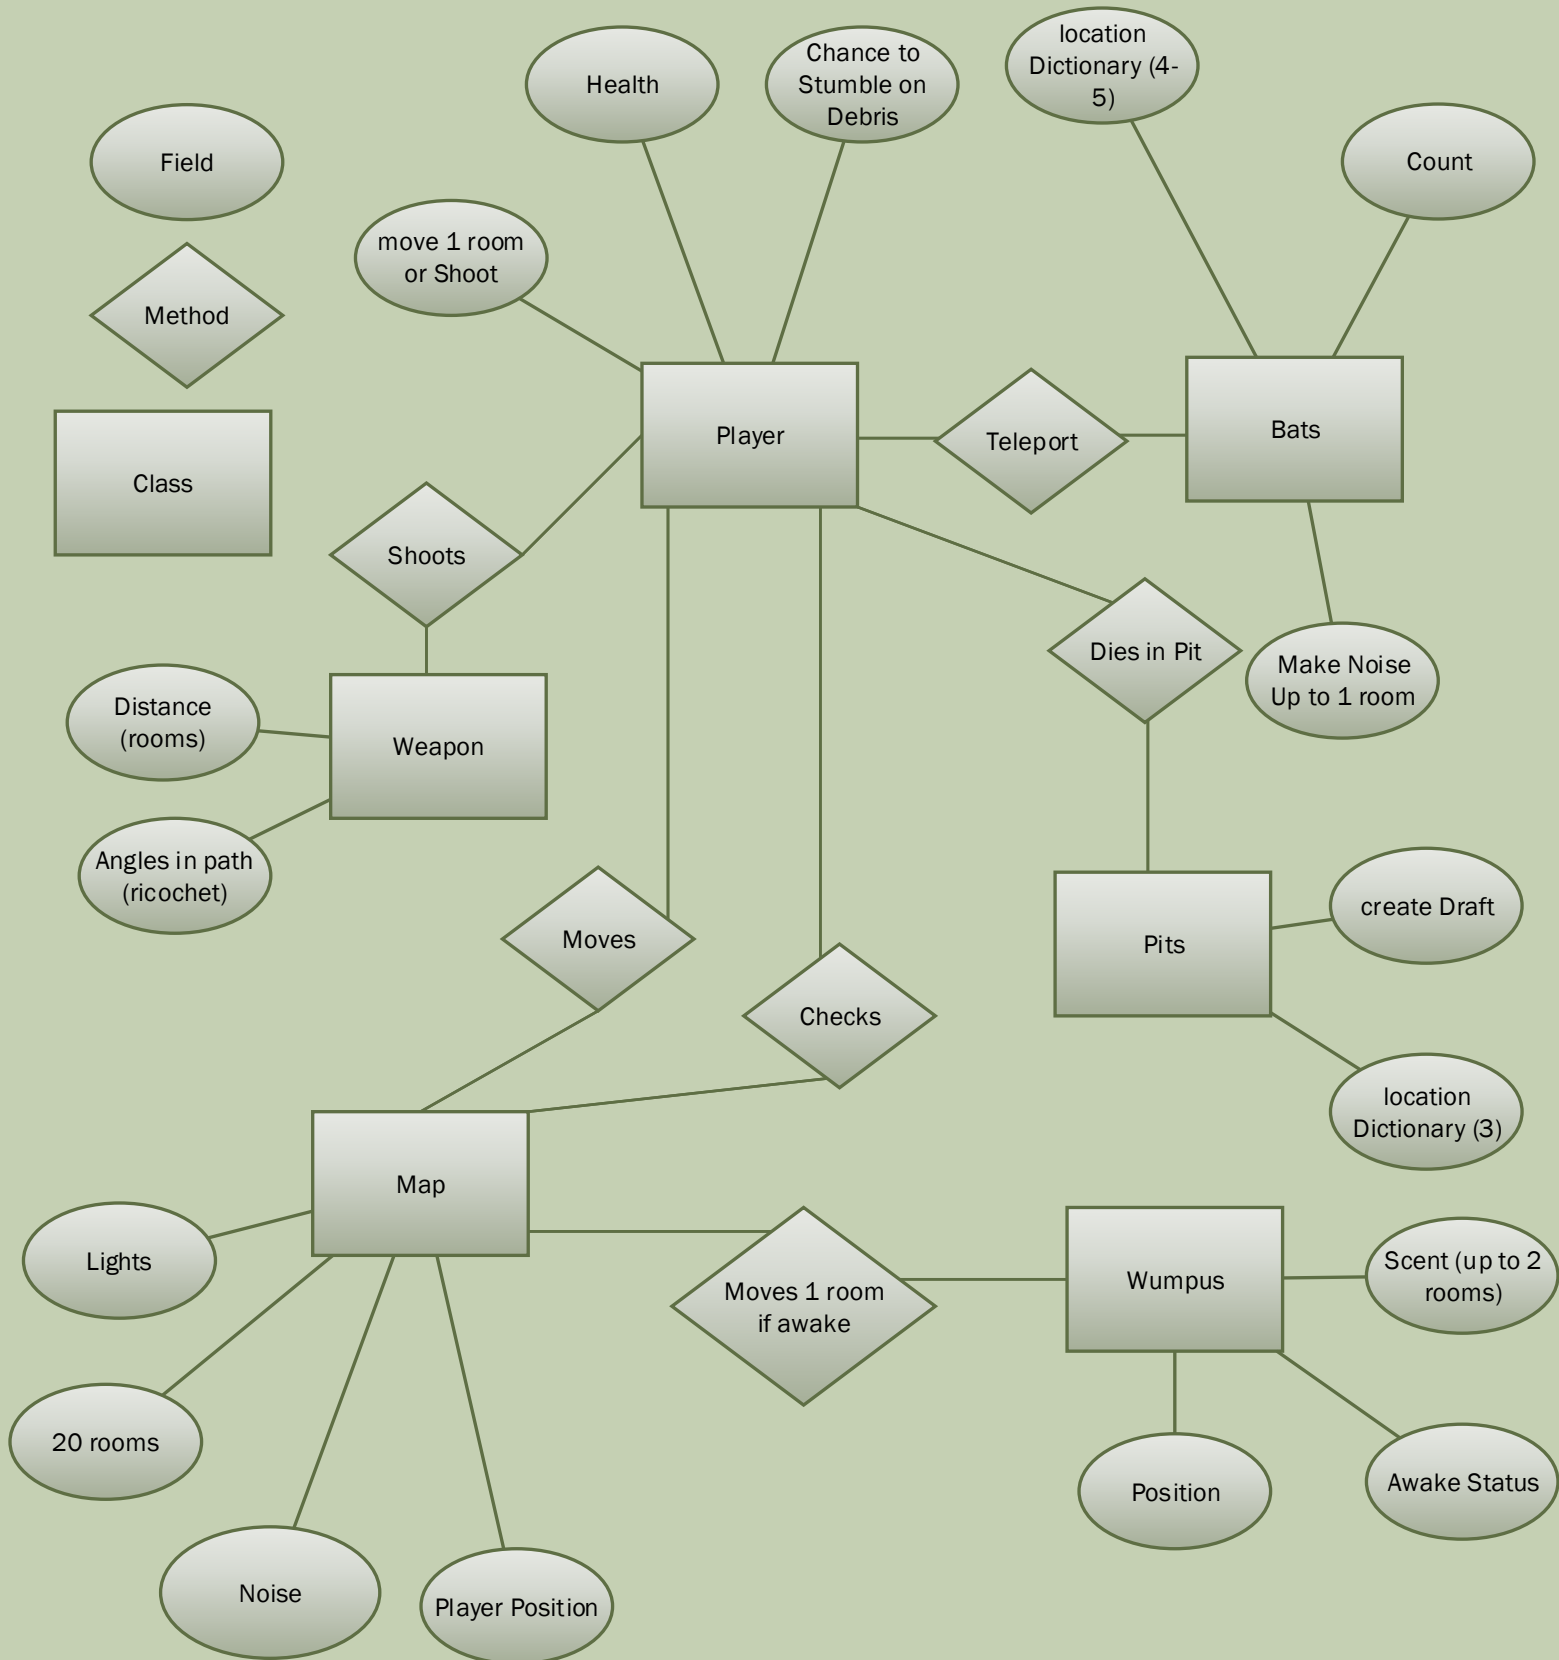 Field
Method
Class
Health
Chance to
Stumble on
Debris
location
Dictionary (4-
5)
Count
move 1 room
or Shoot
Player
Teleport
Bats
Shoots
Dies in Pit
Make Noise
Up to 1 room
Distance
(rooms)
Weapon
Angles in path
(ricochet)
Moves
Checks
Pits
create Draft
location
Dictionary (3)
Map
Lights
20 rooms
Noise
Player Position
Moves 1 room
if awake
Wumpus
Scent (up to 2
rooms)
Position
Awake Status